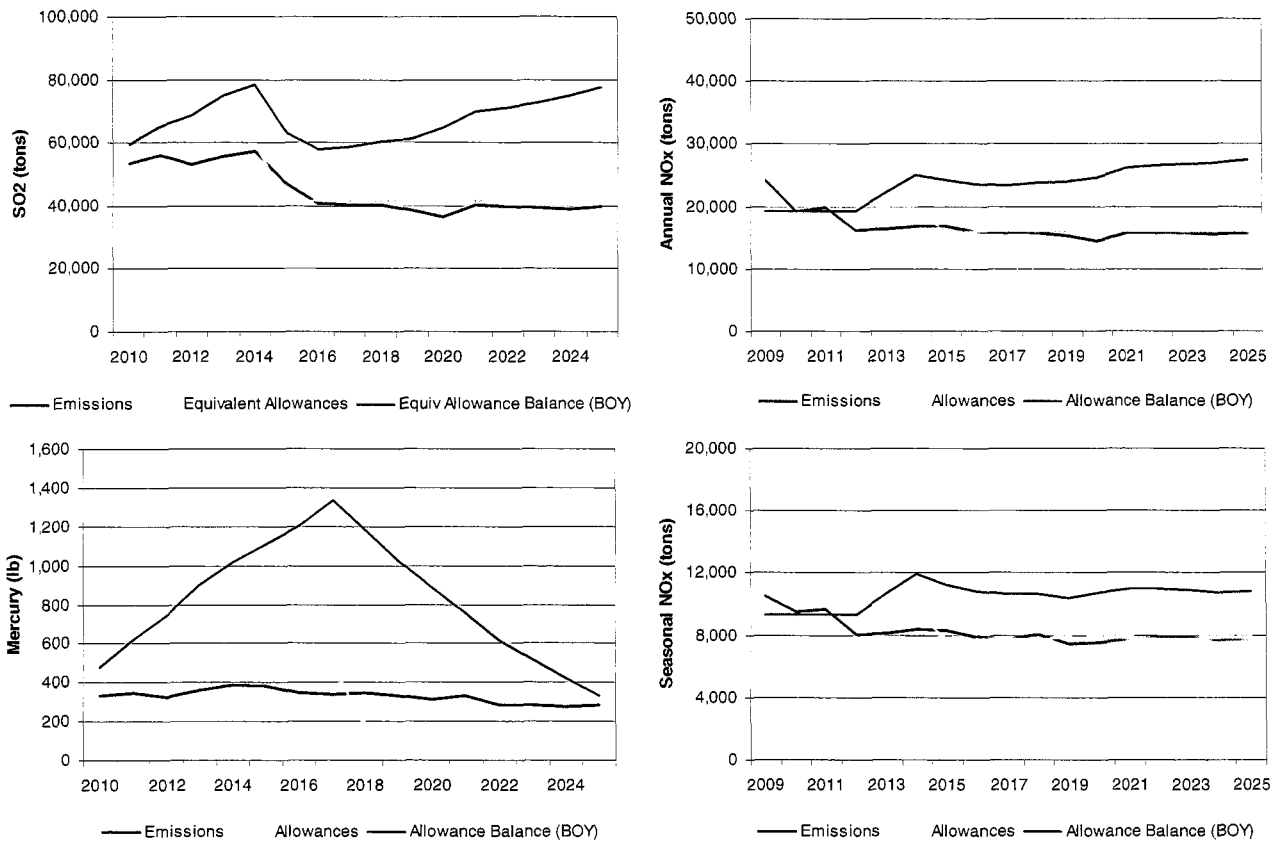 100,000
80,000
60,000
40,000
20,000
0
SO2 (tons)
2010 2012 2014 2016 2018 2020 2022 2024
Emissions Equivalent Allowances Equiv Allowance Balance (BOY)
50,000
40,000
30,000
20,000
10,000
0
Annual NOx (tons)
2009 2011 2013 2015 2017 2019 2021 2023 2025
Emissions Allowances Allowance Balance (BOY)
1,600
1,400
1,200
1,000
800
600
400
200
0
Mercury (lb)
2010 2012 2014 2016 2018 2020 2022 2024
Emissions Allowances Allowance Balance (BOY)
20,000
16,000
12,000
8,000
4,000
0
Seasonal NOx (tons)
2009 2011 2013 2015 2017 2019 2021 2023 2025
Emissions Allowances Allowance Balance (BOY)